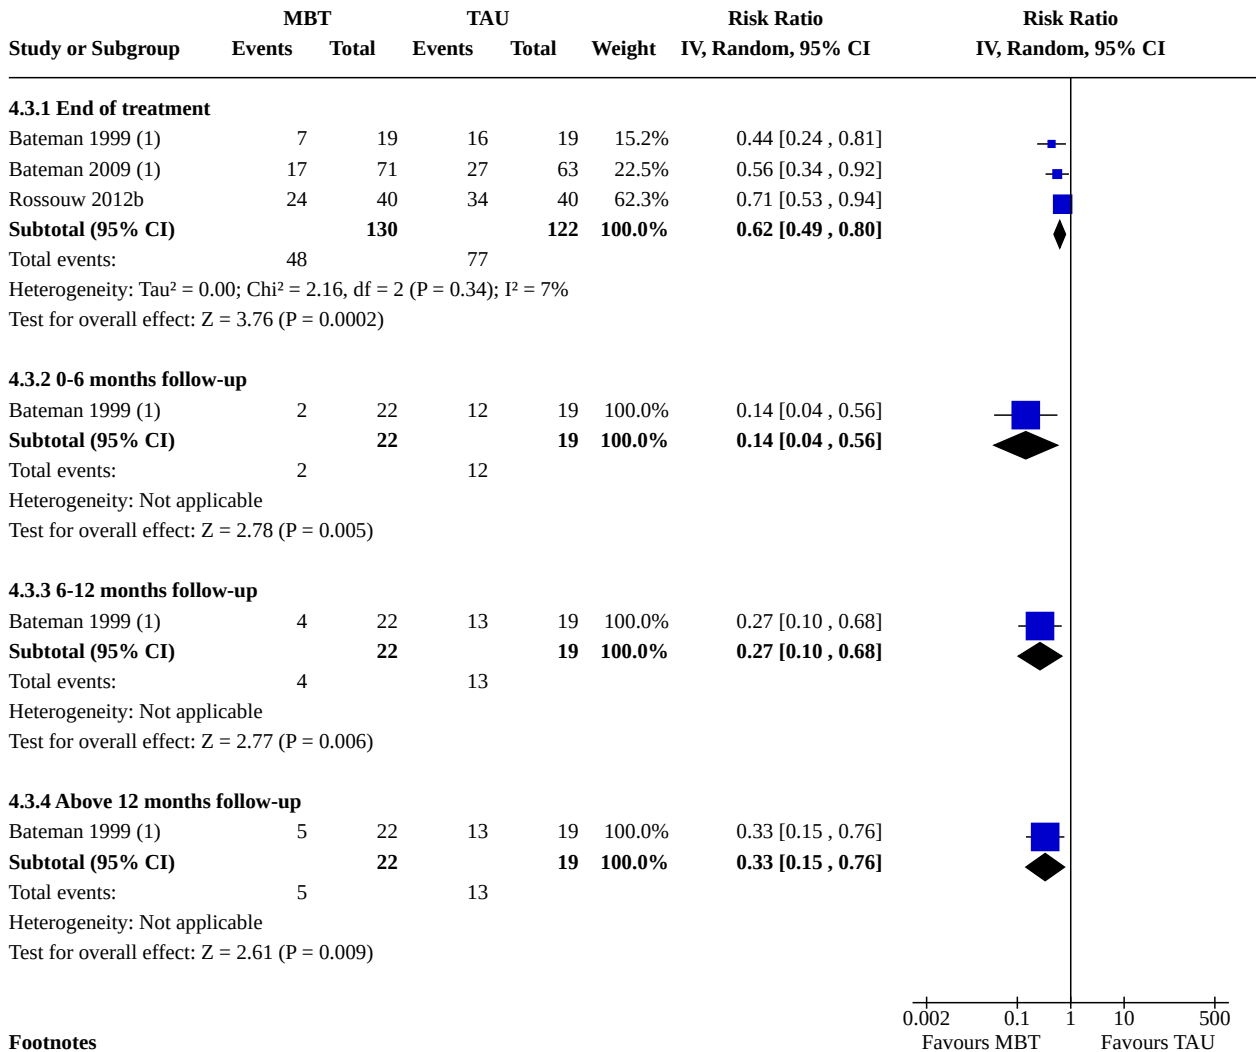 MBT TAU Risk Ratio Risk Ratio
Study or Subgroup Events Total Events Total Weight IV, Random, 95% CI IV, Random, 95% CI
4.3.1 End of treatment
Bateman 1999 (1) 7 19 16 19 15.2% 0.44 [0.24 , 0.81]
Bateman 2009 (1) 17 71 27 63 22.5% 0.56 [0.34 , 0.92]
Rossouw 2012b 24 40 34 40 62.3% 0.71 [0.53 , 0.94]
Subtotal (95% CI) 130 122 100.0% 0.62 [0.49 , 0.80]
Total events: 48 77
Heterogeneity: Tau² = 0.00; Chi² = 2.16, df = 2 (P = 0.34); I² = 7%
Test for overall effect: Z = 3.76 (P = 0.0002)
4.3.2 0-6 months follow-up
Bateman 1999 (1) 2 22 12 19 100.0% 0.14 [0.04 , 0.56]
Subtotal (95% CI) 22 19 100.0% 0.14 [0.04 , 0.56]
Total events: 2 12
Heterogeneity: Not applicable
Test for overall effect: Z = 2.78 (P = 0.005)
4.3.3 6-12 months follow-up
Bateman 1999 (1) 4 22 13 19 100.0% 0.27 [0.10 , 0.68]
Subtotal (95% CI) 22 19 100.0% 0.27 [0.10 , 0.68]
Total events: 4 13
Heterogeneity: Not applicable
Test for overall effect: Z = 2.77 (P = 0.006)
4.3.4 Above 12 months follow-up
Bateman 1999 (1) 5 22 13 19 100.0% 0.33 [0.15 , 0.76]
Subtotal (95% CI) 22 19 100.0% 0.33 [0.15 , 0.76]
Total events: 5 13
Heterogeneity: Not applicable
Test for overall effect: Z = 2.61 (P = 0.009)
0.002 0.1 1 10 500
Footnotes Favours MBT Favours TAU